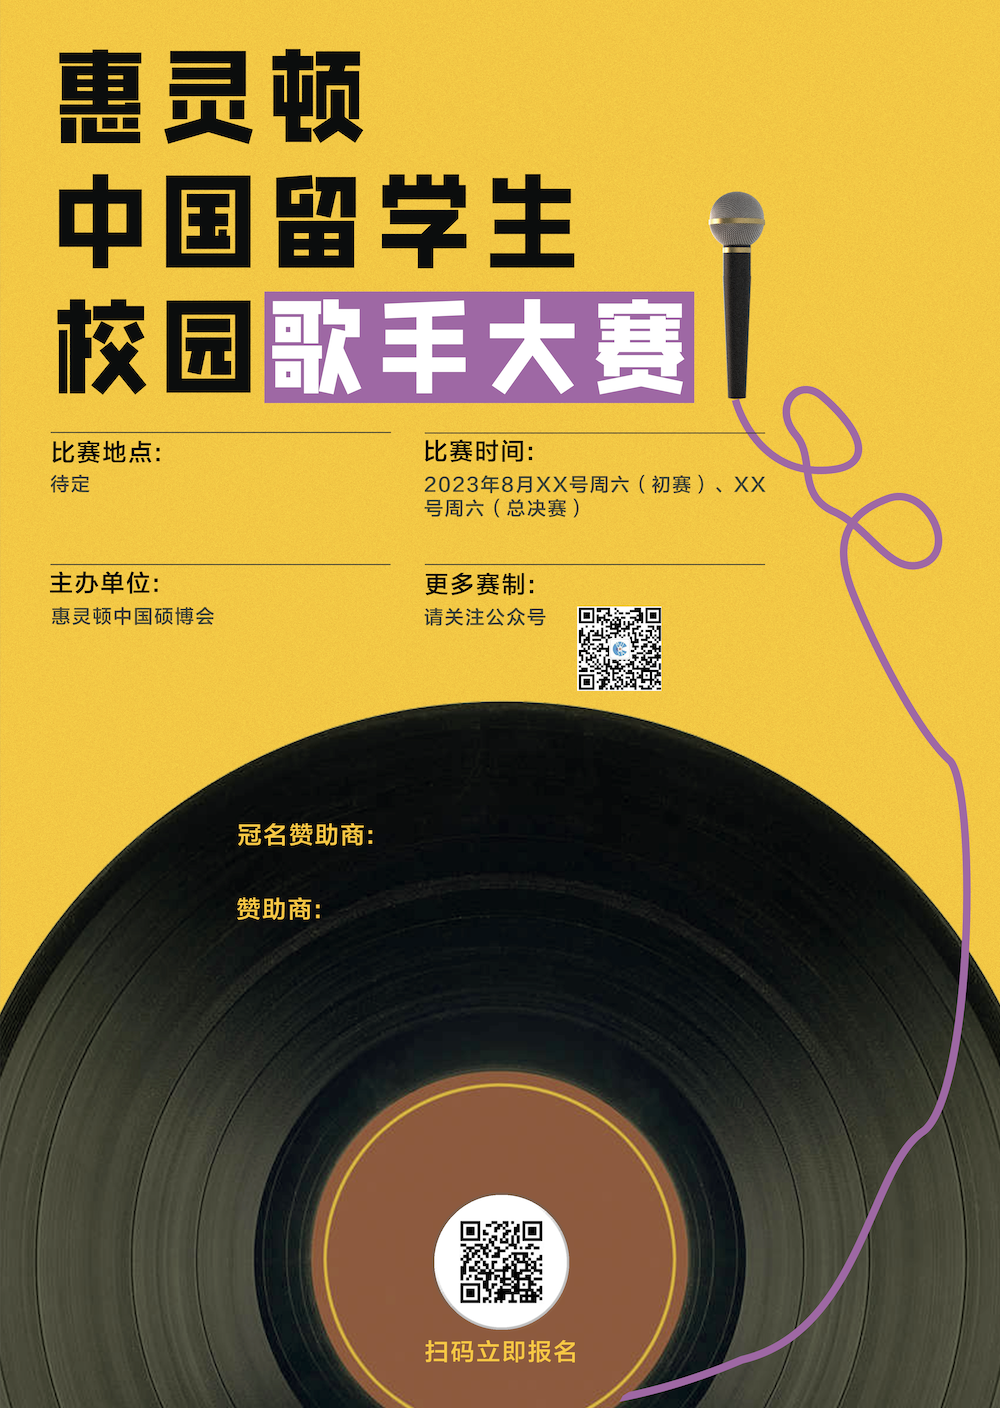 惠灵顿
中国留学生
校园歌手大赛
比赛地点:
待定
比赛时间:
2023年8月XX号周六（初赛）、XX
号周六（总决赛）
主办单位:
惠灵顿中国硕博会
更多赛制:
请关注公众号
冠名赞助商:
赞助商:
扫码立即报名